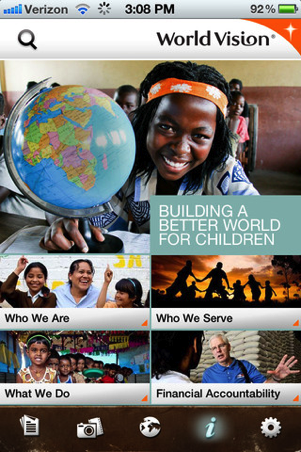 Verizon 3:08 PM 92%
World Vision®
BUILDING A
BETTER WORLD
FOR CHILDREN
Who We Are
Who We Serve
What We Do
Financial Accountability
i